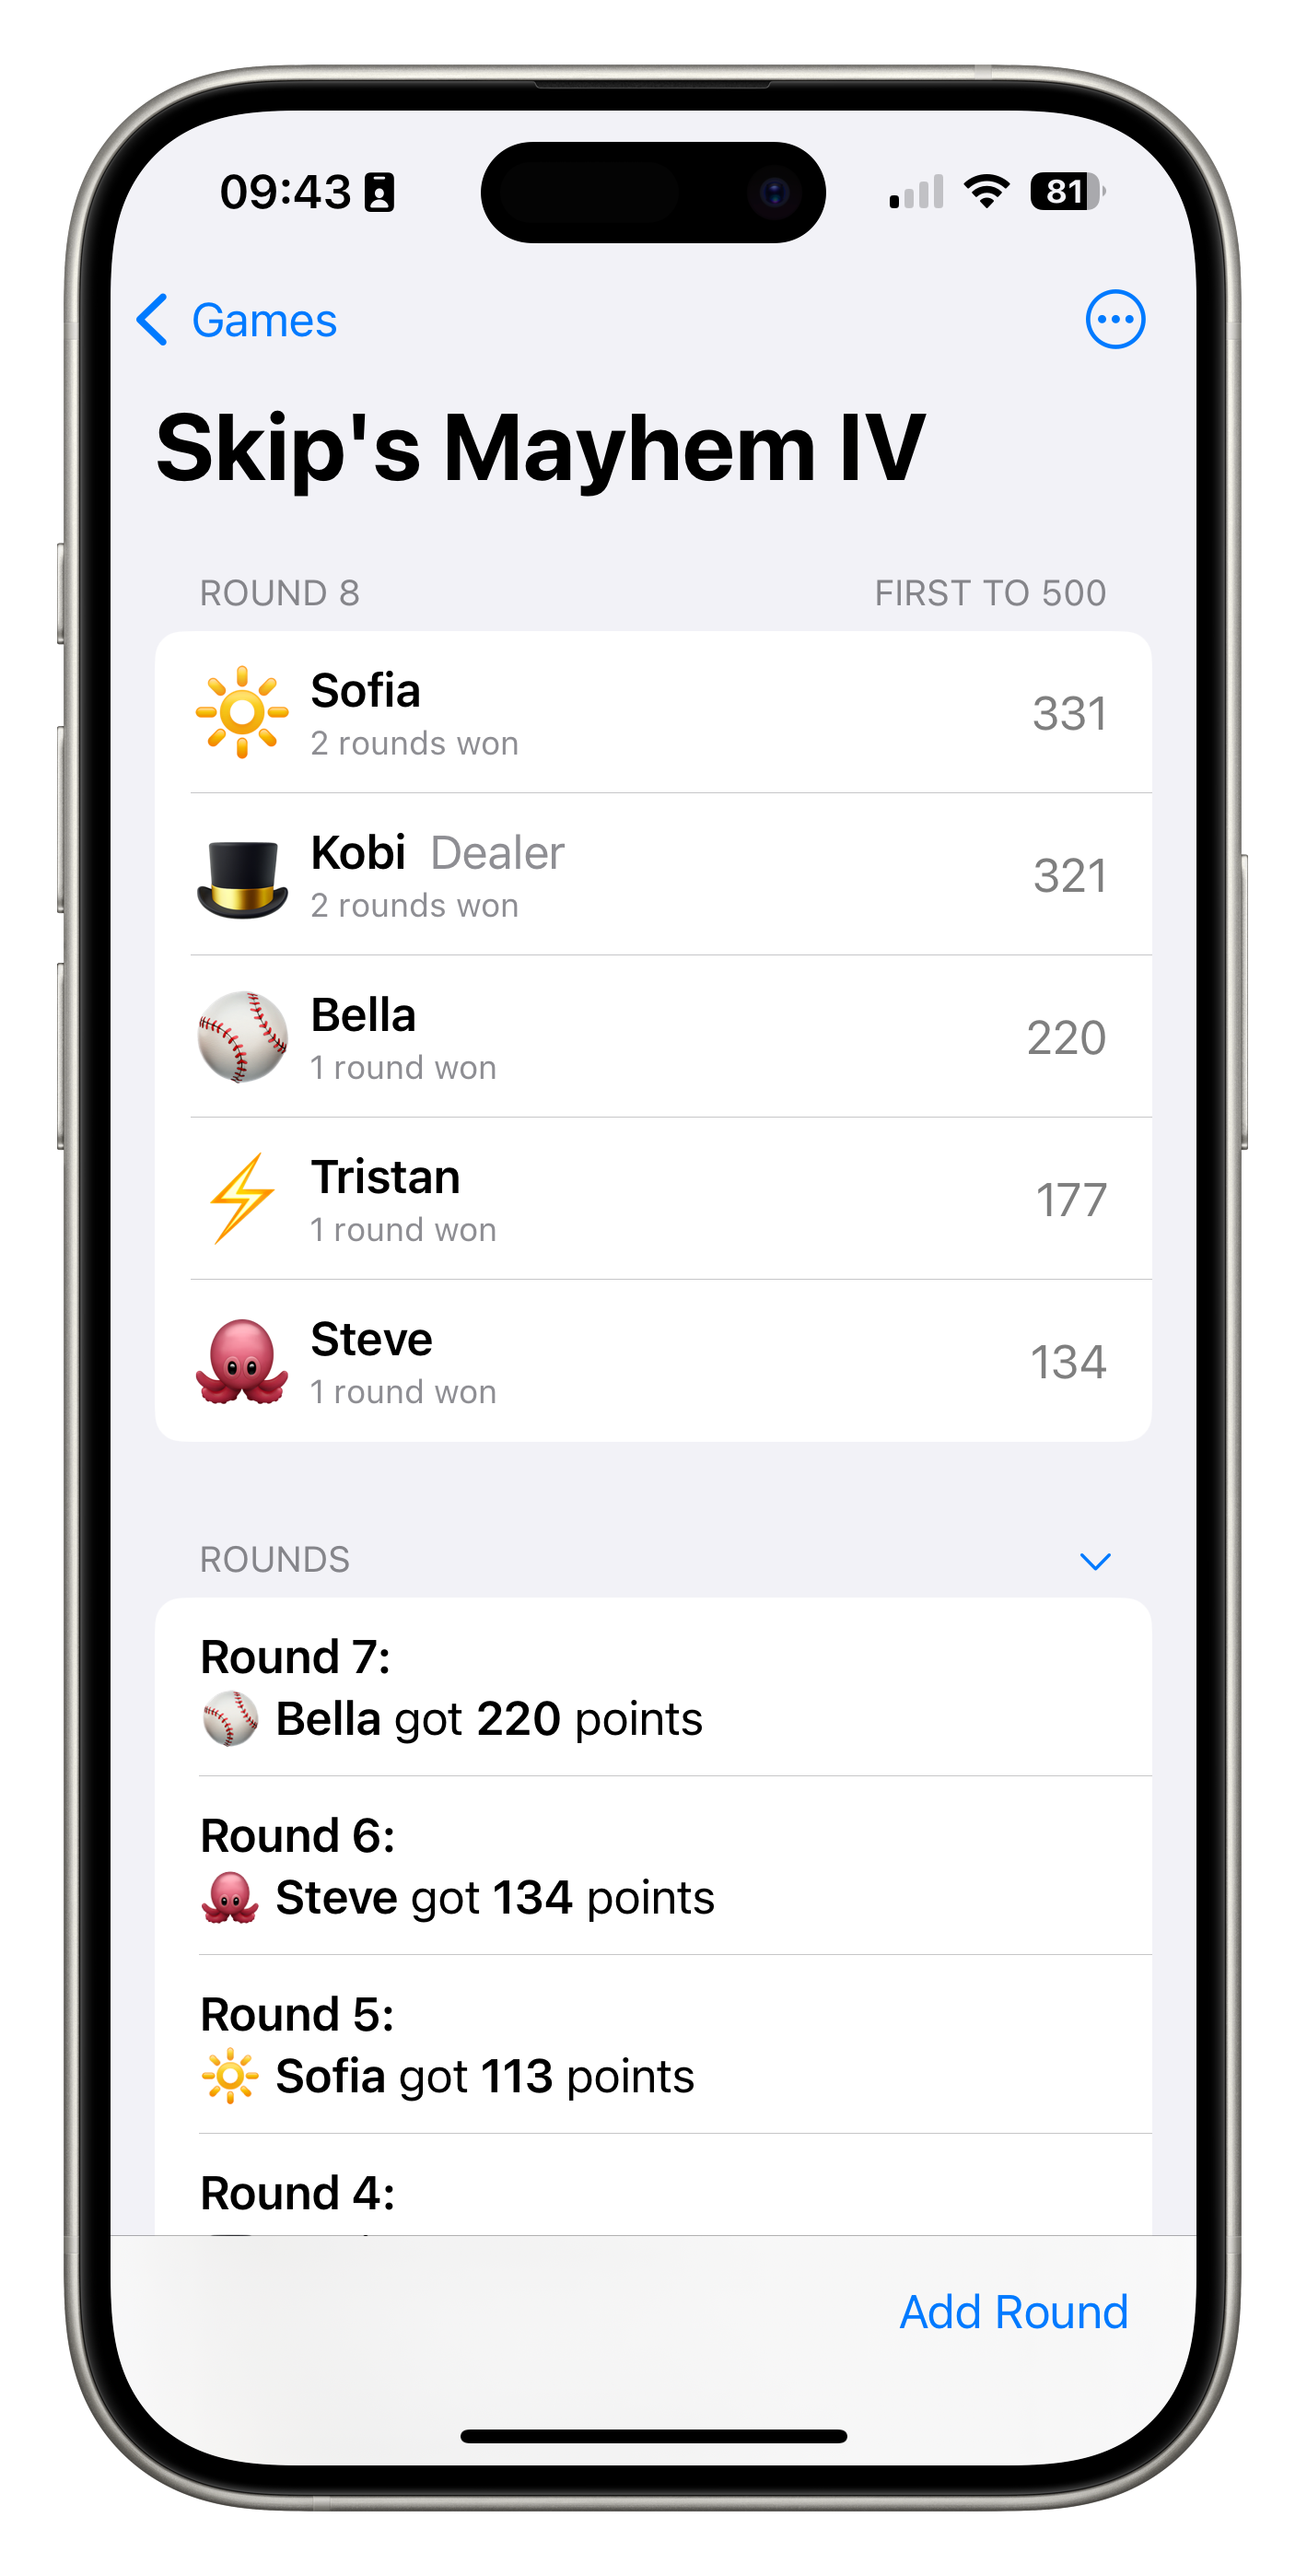 09:43
81
Games
Skip's Mayhem IV
ROUND 8 FIRST TO 500
Sofia
2 rounds won
331
Kobi Dealer
2 rounds won
321
Bella
1 round won
220
Tristan
1 round won
177
Steve
1 round won
134
ROUNDS
Round 7:
Bella got 220 points
Round 6:
Steve got 134 points
Round 5:
Sofia got 113 points
Round 4:
Add Round